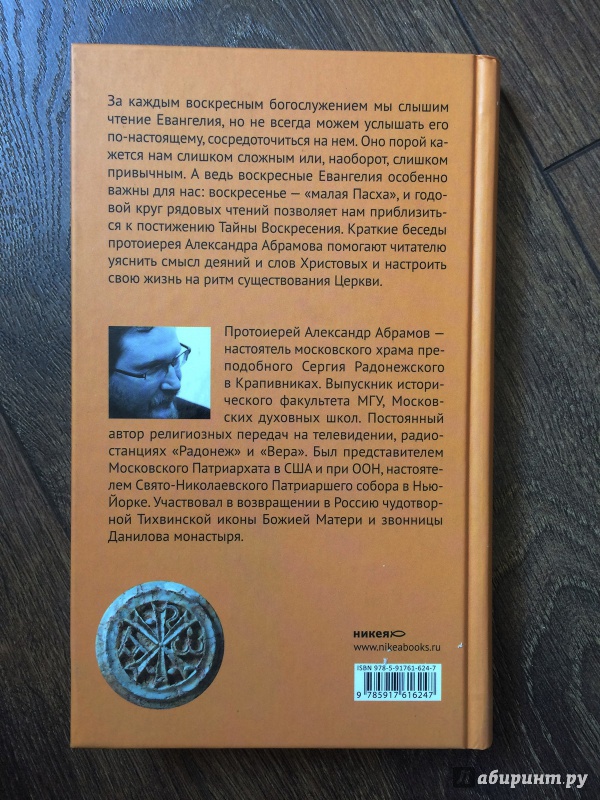 За каждым воскресным богослужением мы слышим
чтение Евангелия, но не всегда можем услышать его
по-настоящему, сосредоточиться на нем. Оно порой ка-
жется нам слишком сложным или, наоборот, слишком
привычным. А ведь воскресные Евангелия особенно
важны для нас: воскресенье — «малая Пасха», и годо-
вой круг рядовых чтений позволяет нам приблизить-
ся к постижению Тайны Воскресения. Краткие беседы
протоиерея Александра Абрамова помогают читателю
уяснить смысл деяний и слов Христовых и настроить
свою жизнь на ритм существования Церкви.
Протоиерей Александр Абрамов —
настоятель московского храма пре-
подобного Сергия Радонежского
в Крапивниках. Выпускник истори-
ческого факультета МГУ, Москов-
ских духовных школ. Постоянный
автор религиозных передач на телевидении, радио-
станциях «Радонеж» и «Вера». Был представителем
Московского Патриархата в США и при ООН, настояте-
лем Свято-Николаевского Патриаршего собора в Нью-
Йорке. Участвовал в возвращении в Россию чудотвор-
ной Тихвинской иконы Божией Матери и звонницы
Данилова монастыря.
никея
www.nikeabooks.ru
ISBN 978-5-91761-624-7
9 785917 616247
Лабиринт.ру